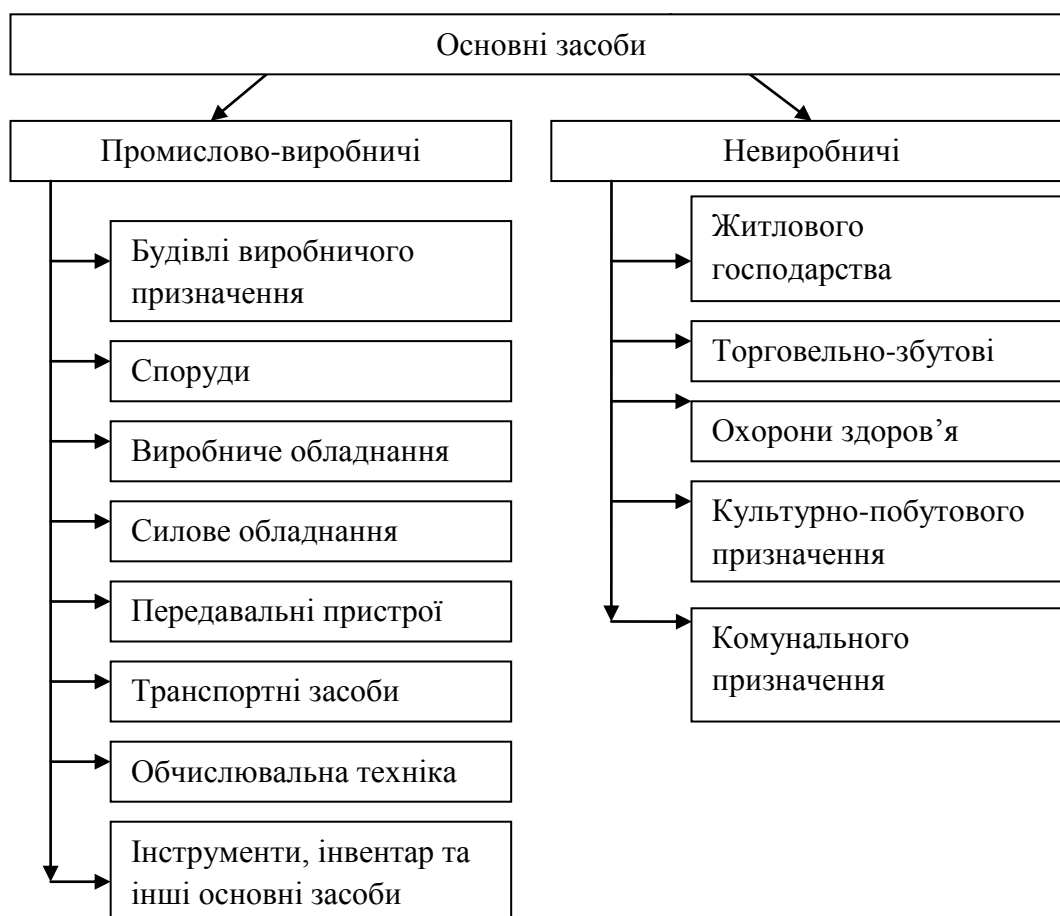 Основні засоби
Промислово-виробничі
Будівлі виробничого
призначення
Споруди
Виробниче обладнання
Силове обладнання
Передавальні пристрої
Транспортні засоби
Обчислювальна техніка
Інструменти, інвентар та
інші основні засоби
Невиробничі
Житлового
господарства
Торговельно-збутові
Охорони здоров’я
Культурно-побутового
призначення
Комунального
призначення